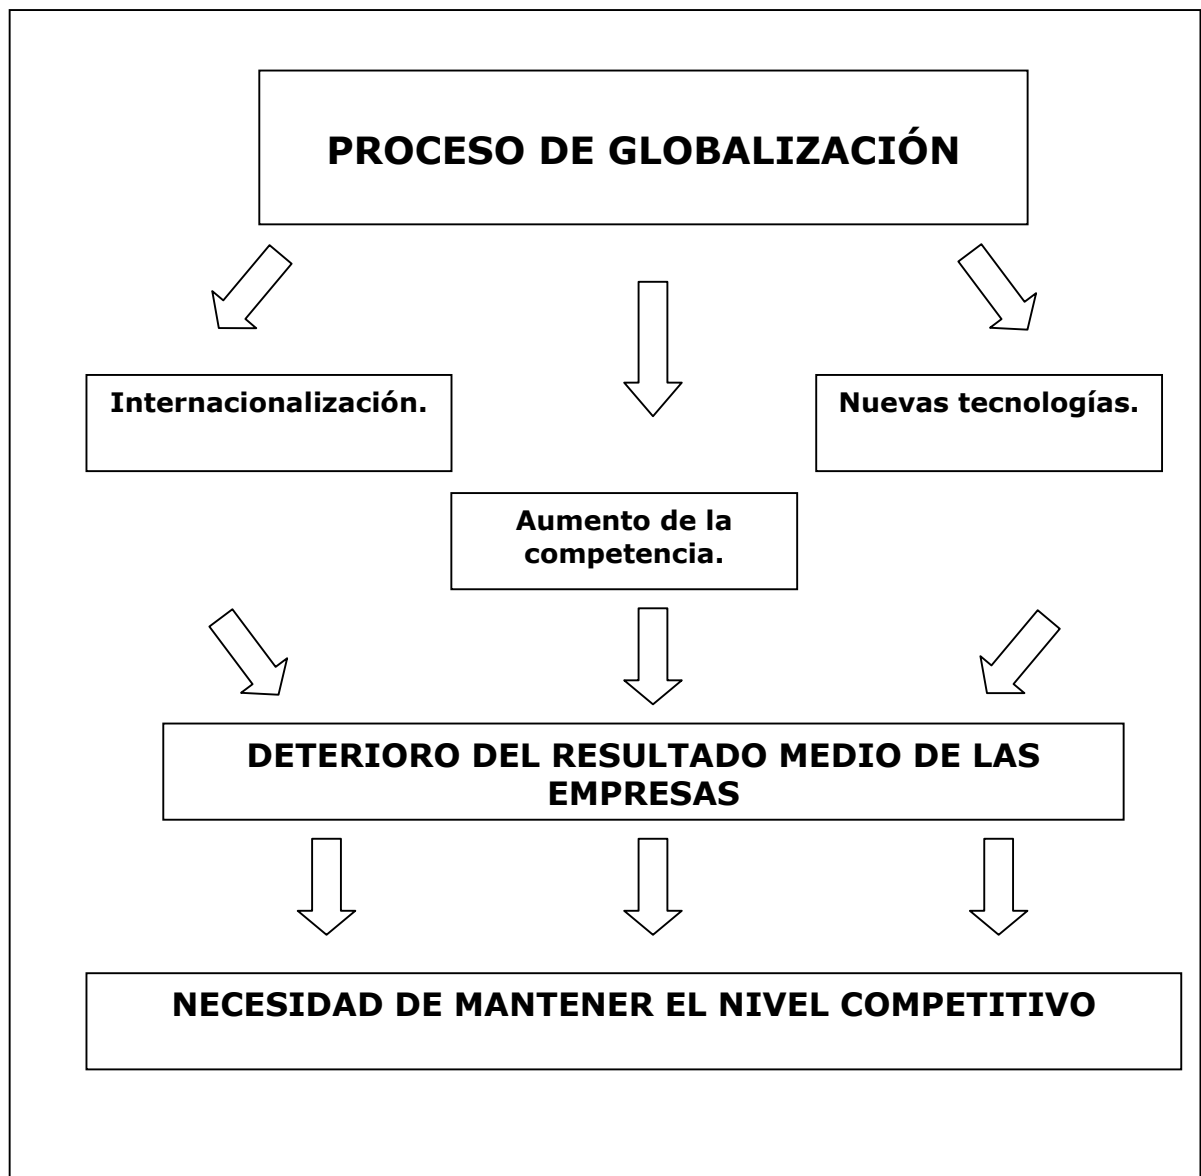 PROCESO DE GLOBALIZACIÓN
Internacionalización.
Nuevas tecnologías.
Aumento de la
competencia.
DETERIORO DEL RESULTADO MEDIO DE LAS
EMPRESAS
NECESIDAD DE MANTENER EL NIVEL COMPETITIVO